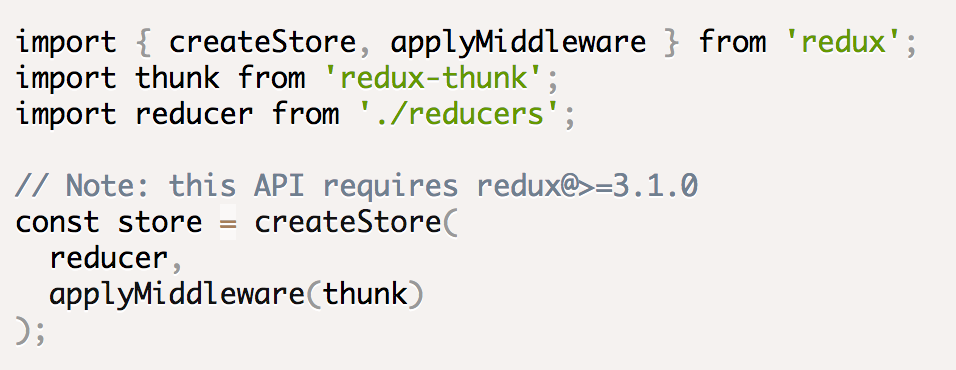 import { createStore, applyMiddleware } from 'redux';
import thunk from 'redux-thunk';
import reducer from './reducers';

// Note: this API requires redux@>=3.1.0
const store = createStore(
  reducer,
  applyMiddleware(thunk)
);